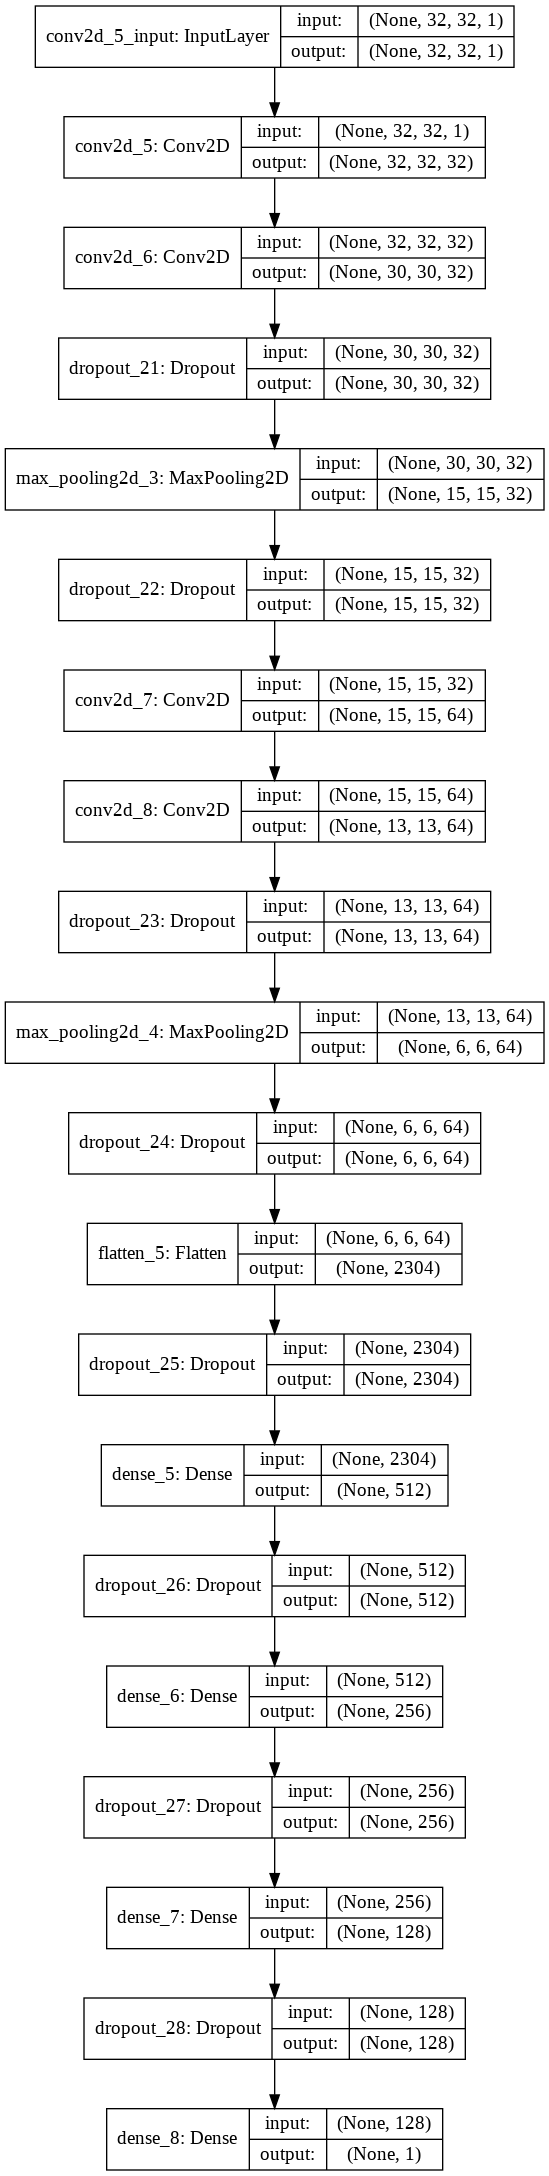 conv2d_5_input: InputLayer
input: (None, 32, 32, 1)
output: (None, 32, 32, 1)
conv2d_5: Conv2D
input: (None, 32, 32, 1)
output: (None, 32, 32, 32)
conv2d_6: Conv2D
input: (None, 32, 32, 32)
output: (None, 30, 30, 32)
dropout_21: Dropout
input: (None, 30, 30, 32)
output: (None, 30, 30, 32)
max_pooling2d_3: MaxPooling2D
input: (None, 30, 30, 32)
output: (None, 15, 15, 32)
dropout_22: Dropout
input: (None, 15, 15, 32)
output: (None, 15, 15, 32)
conv2d_7: Conv2D
input: (None, 15, 15, 32)
output: (None, 15, 15, 64)
conv2d_8: Conv2D
input: (None, 15, 15, 64)
output: (None, 13, 13, 64)
dropout_23: Dropout
input: (None, 13, 13, 64)
output: (None, 13, 13, 64)
max_pooling2d_4: MaxPooling2D
input: (None, 13, 13, 64)
output: (None, 6, 6, 64)
dropout_24: Dropout
input: (None, 6, 6, 64)
output: (None, 6, 6, 64)
flatten_5: Flatten
input: (None, 6, 6, 64)
output: (None, 2304)
dropout_25: Dropout
input: (None, 2304)
output: (None, 2304)
dense_5: Dense
input: (None, 2304)
output: (None, 512)
dropout_26: Dropout
input: (None, 512)
output: (None, 512)
dense_6: Dense
input: (None, 512)
output: (None, 256)
dropout_27: Dropout
input: (None, 256)
output: (None, 256)
dense_7: Dense
input: (None, 256)
output: (None, 128)
dropout_28: Dropout
input: (None, 128)
output: (None, 128)
dense_8: Dense
input: (None, 128)
output: (None, 1)